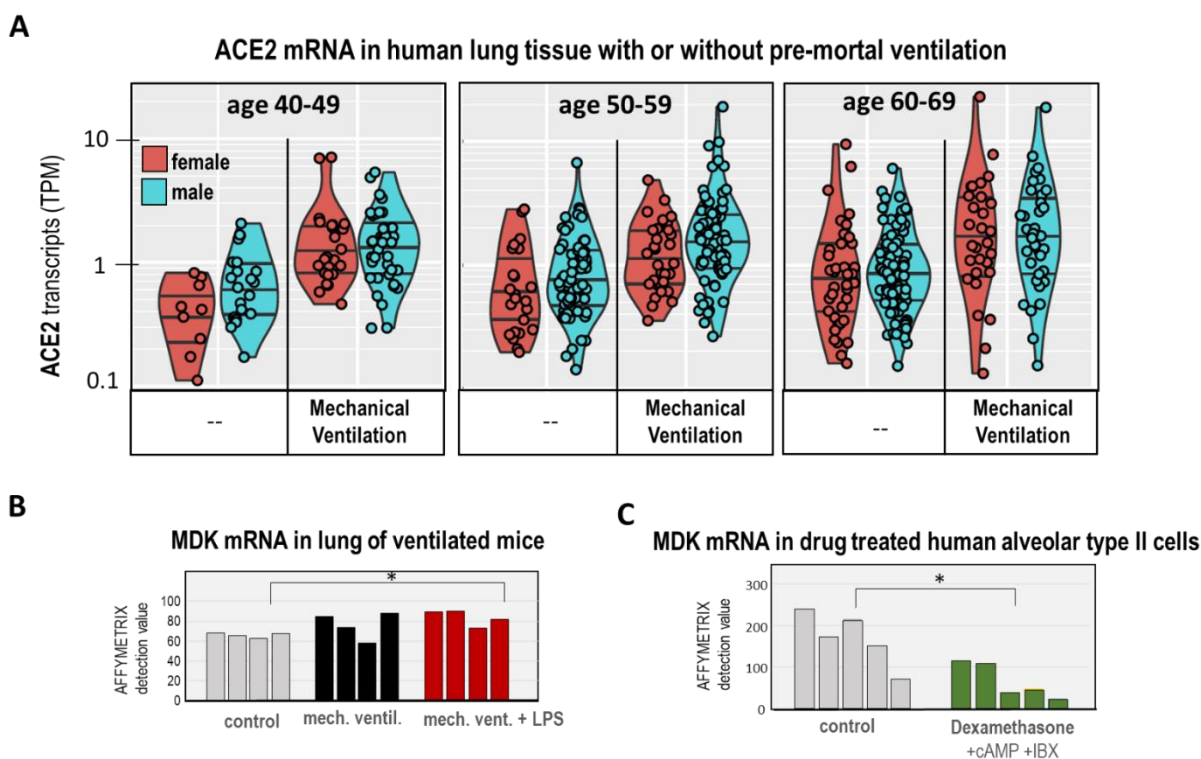 A
ACE2 mRNA in human lung tissue with or without pre-mortal ventilation
age 40-49
age 50-59
age 60-69
female
male
ACE2 transcripts (TPM)
10
1
0.1
--
Mechanical
Ventilation
--
Mechanical
Ventilation
--
Mechanical
Ventilation
B
MDK mRNA in lung of ventilated mice
AFFYMETRIX
detection value
100
80
60
40
20
0
*
control
mech. ventil.
mech. vent. + LPS
C
MDK mRNA in drug treated human alveolar type II cells
AFFYMETRIX
detection value
300
200
100
0
*
control
Dexamethasone
+cAMP +IBX